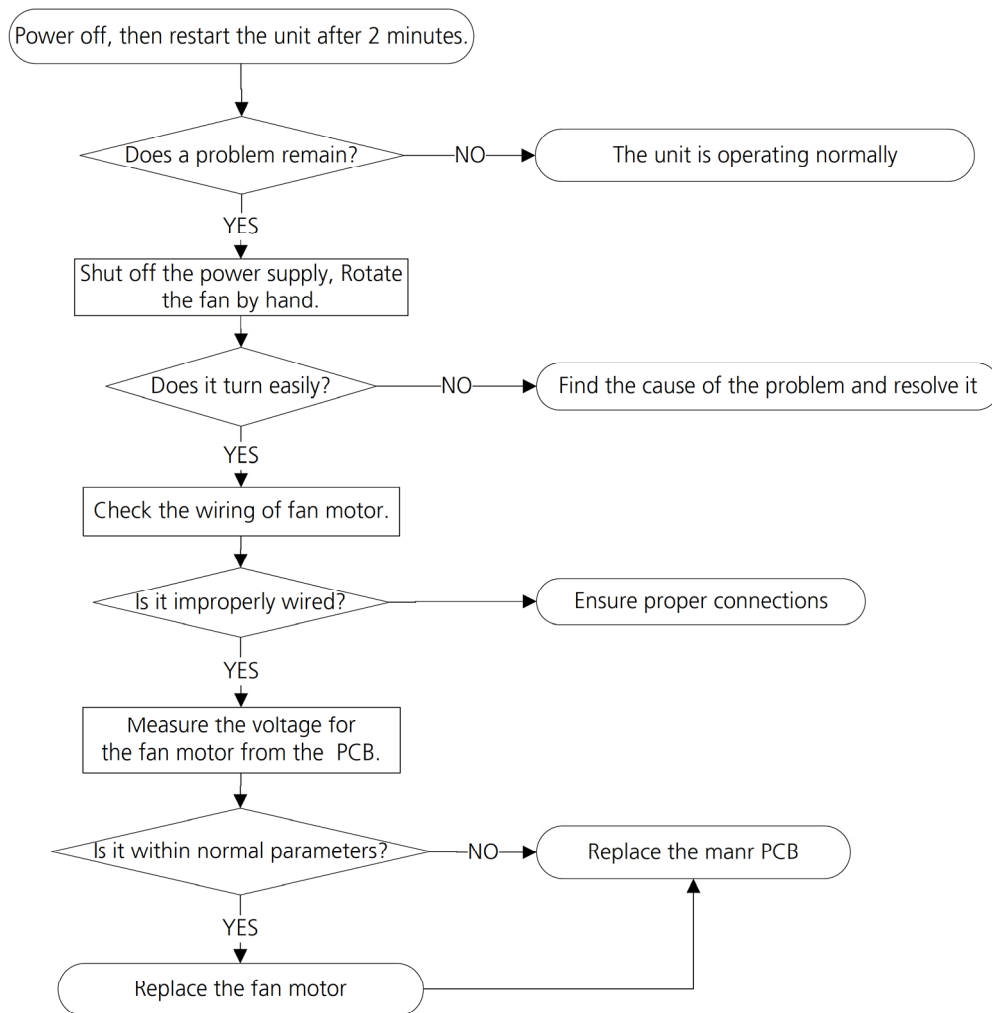 Power off, then restart the unit after 2 minutes.
Does a problem remain?
NO
The unit is operating normally
YES
Shut off the power supply, Rotate
the fan by hand.
Does it turn easily?
NO
Find the cause of the problem and resolve it
YES
Check the wiring of fan motor.
Is it improperly wired?
Ensure proper connections
YES
Measure the voltage for
the fan motor from the PCB.
Is it within normal parameters?
NO
Replace the manr PCB
YES
Replace the fan motor